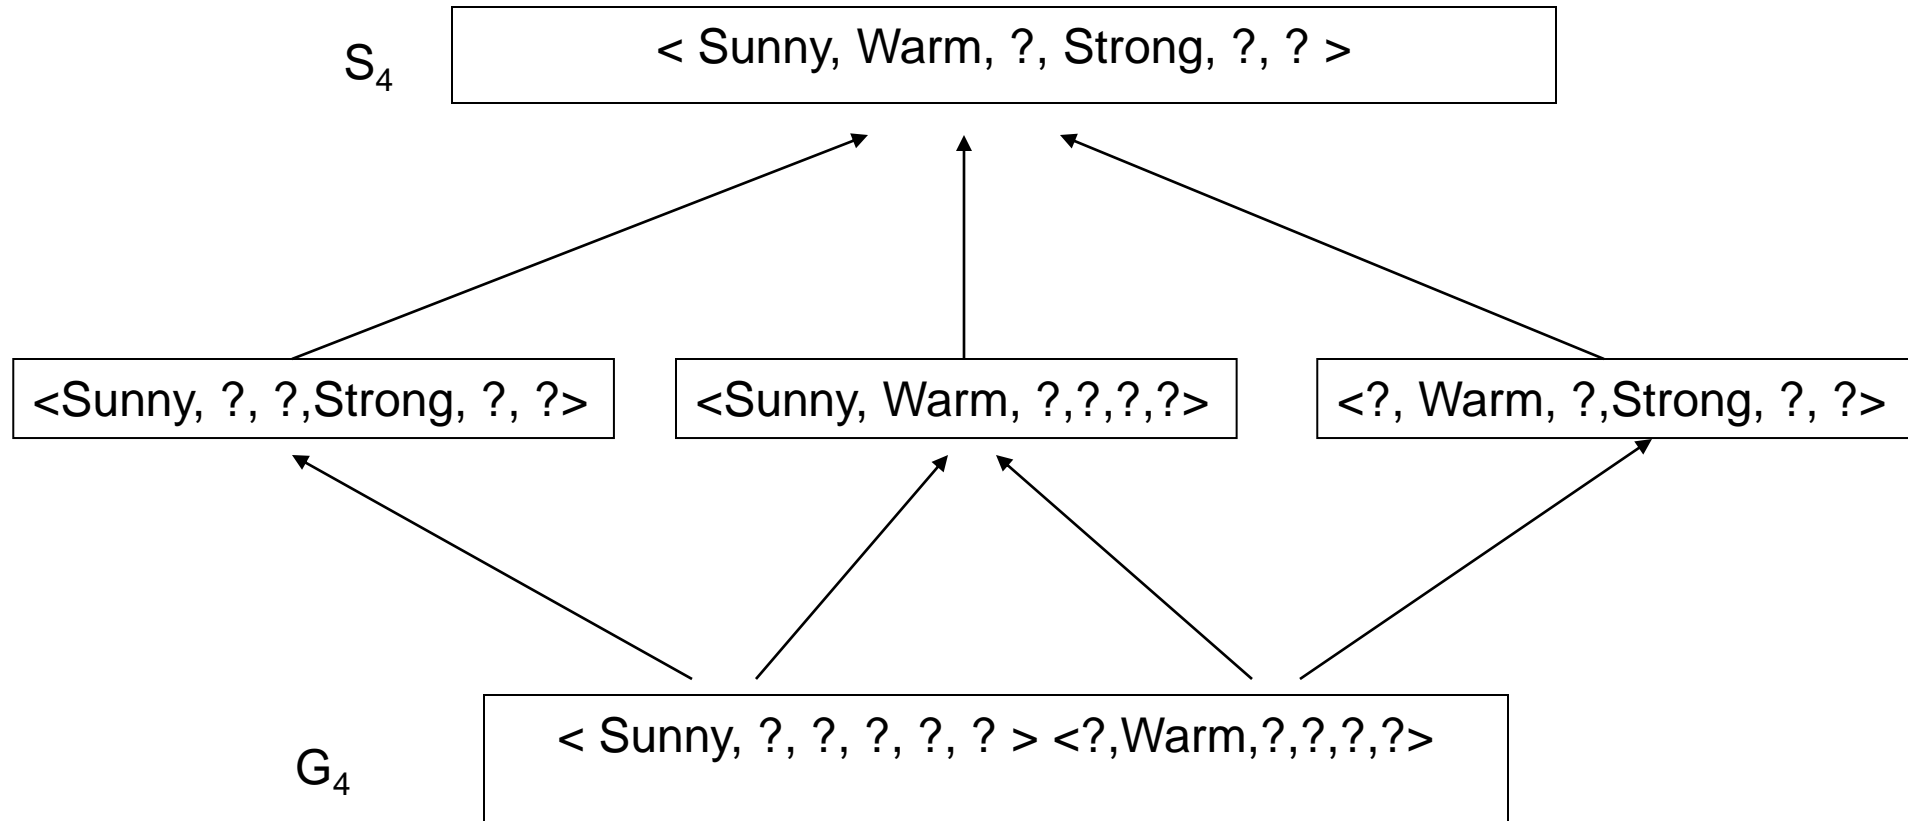 S₄
< Sunny, Warm, ?, Strong, ?, ? >
<Sunny, ?, ?,Strong, ?, ?>
<Sunny, Warm, ?,?,?,?>
<?, Warm, ?,Strong, ?, ?>
< Sunny, ?, ?, ?, ?, ? > <?,Warm,?,?,?,?>
G₄